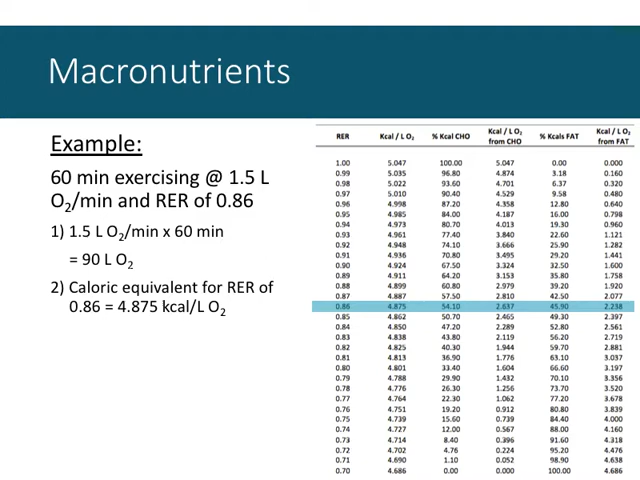 Macronutrients
Example:
60 min exercising @ 1.5 L
O₂/min and RER of 0.86
1) 1.5 L O₂/min x 60 min
= 90 L O₂
2) Caloric equivalent for RER of
0.86 = 4.875 kcal/L O₂
RER Kcal / L O₂ % Kcal CHO Kcal / L O₂ from CHO % Kcals FAT Kcal / L O₂ from FAT
1.00 5.047 100.00 5.047 0.00 0.000
0.99 5.035 96.80 4.874 3.18 0.160
0.98 5.022 93.60 4.701 6.37 0.320
0.97 5.010 90.40 4.529 9.58 0.480
0.96 4.998 87.20 4.358 12.80 0.640
0.95 4.985 84.00 4.187 16.00 0.798
0.94 4.973 80.70 4.013 19.30 0.960
0.93 4.961 77.40 3.840 22.60 1.121
0.92 4.948 74.10 3.666 25.90 1.282
0.91 4.936 70.80 3.495 29.20 1.441
0.90 4.924 67.50 3.324 32.50 1.600
0.89 4.911 64.20 3.153 35.80 1.758
0.88 4.899 60.80 2.979 39.20 1.920
0.87 4.887 57.50 2.810 42.50 2.077
0.86 4.875 54.10 2.637 45.90 2.238
0.85 4.862 50.70 2.465 49.30 2.397
0.84 4.850 47.20 2.289 52.80 2.561
0.83 4.838 43.80 2.119 56.20 2.719
0.82 4.825 40.30 1.944 59.70 2.881
0.81 4.813 36.90 1.776 63.10 3.037
0.80 4.801 33.40 1.604 66.60 3.197
0.79 4.788 29.90 1.432 70.10 3.356
0.78 4.776 26.30 1.256 73.70 3.520
0.77 4.764 22.30 1.062 77.20 3.678
0.76 4.751 19.20 0.912 80.80 3.839
0.75 4.739 15.60 0.739 84.40 4.000
0.74 4.727 12.00 0.567 88.00 4.160
0.73 4.714 8.40 0.396 91.60 4.318
0.72 4.702 4.76 0.224 95.20 4.476
0.71 4.690 1.10 0.052 98.90 4.638
0.70 4.686 0.00 0.000 100.00 4.686